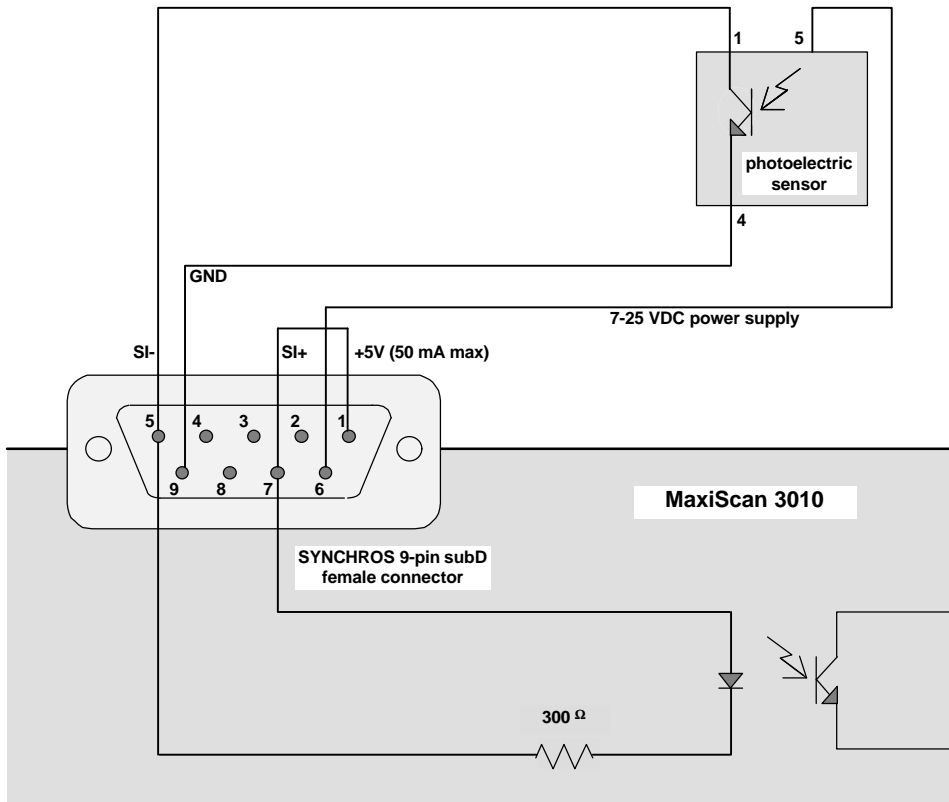 1 5
photoelectric
sensor
4
GND
7-25 VDC power supply
SI- SI+ +5V (50 mA max)
5 4 3 2 1
9 8 7 6
MaxiScan 3010
SYNCHROS 9-pin subD
female connector
300 Ω